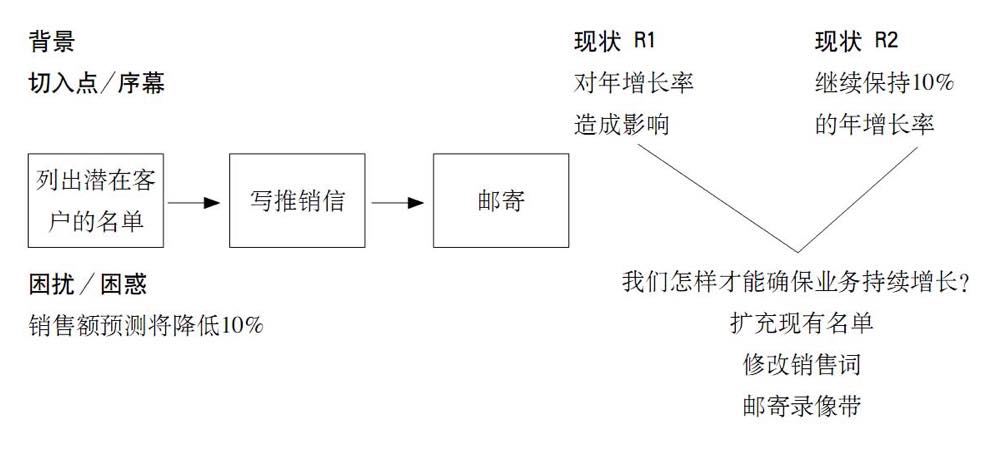 背景
切入点／序幕
列出潜在客
户的名单
写推销信
邮寄
困扰／困惑
销售额预测将降低10%
现状 R1
对年增长率
造成影响
现状 R2
继续保持10%
的年增长率
我们怎样才能确保业务持续增长？
扩充现有名单
修改销售词
邮寄录像带